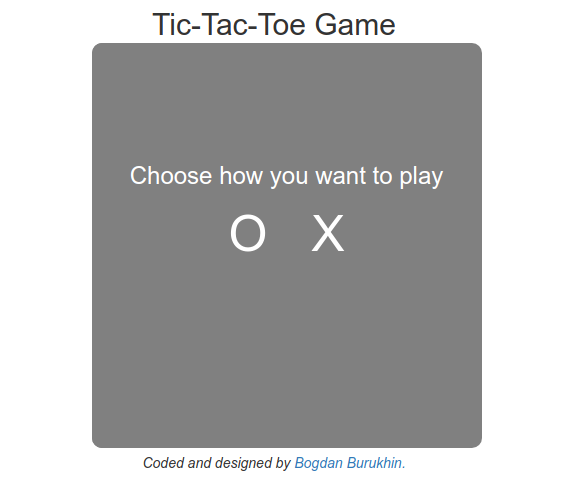 Tic-Tac-Toe Game
Choose how you want to play
O X
Coded and designed by Bogdan Burukhin.